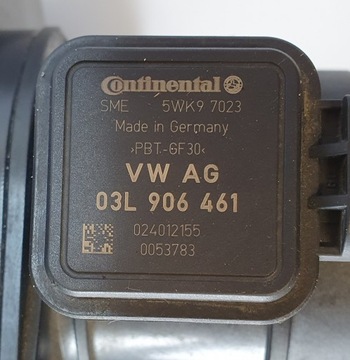 Continental
SME 5WK9 7023
Made in Germany
›PBT-GF30‹
VW AG
03L 906 461
024012155
0053783